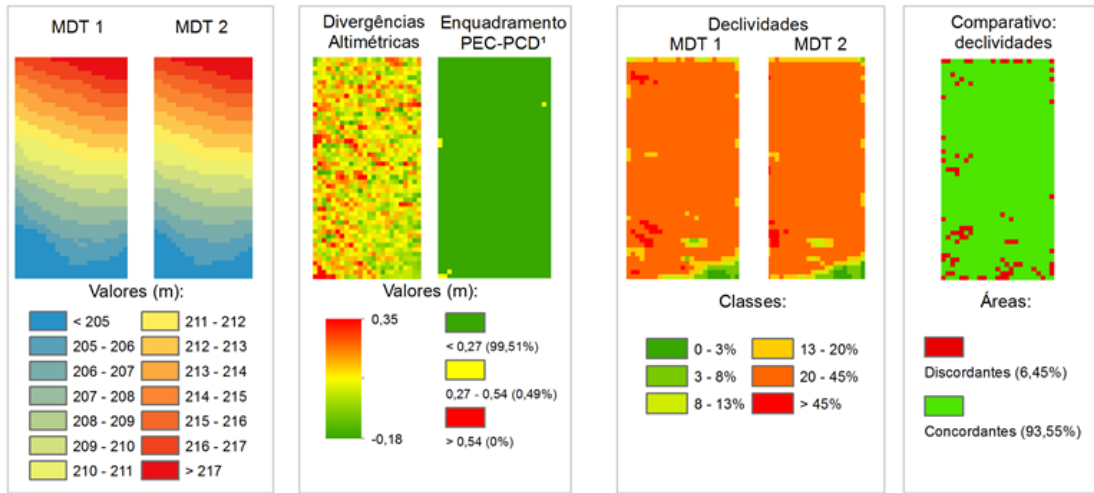 MDT 1
MDT 2
Valores (m):
< 205
205 - 206
206 - 207
207 - 208
208 - 209
209 - 210
210 - 211
211 - 212
212 - 213
213 - 214
214 - 215
215 - 216
216 - 217
> 217
Divergências
Altimétricas
Enquadramento
PEC-PCD¹
Valores (m):
0,35
-0,18
< 0,27 (99,51%)
0,27 - 0,54 (0,49%)
> 0,54 (0%)
Declividades
MDT 1
MDT 2
Classes:
0 - 3%
3 - 8%
8 - 13%
13 - 20%
20 - 45%
> 45%
Comparativo:
declividades
Áreas:
Discordantes (6,45%)
Concordantes (93,55%)